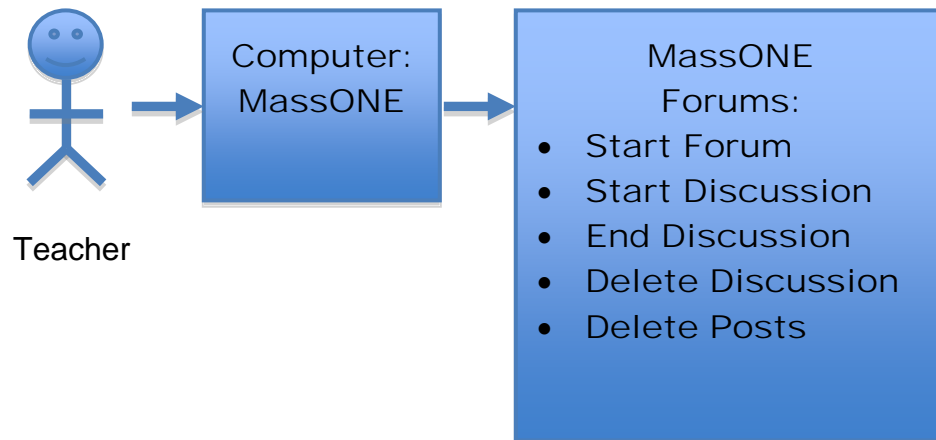 Teacher
Computer:
MassONE
MassONE
Forums:
• Start Forum
• Start Discussion
• End Discussion
• Delete Discussion
• Delete Posts